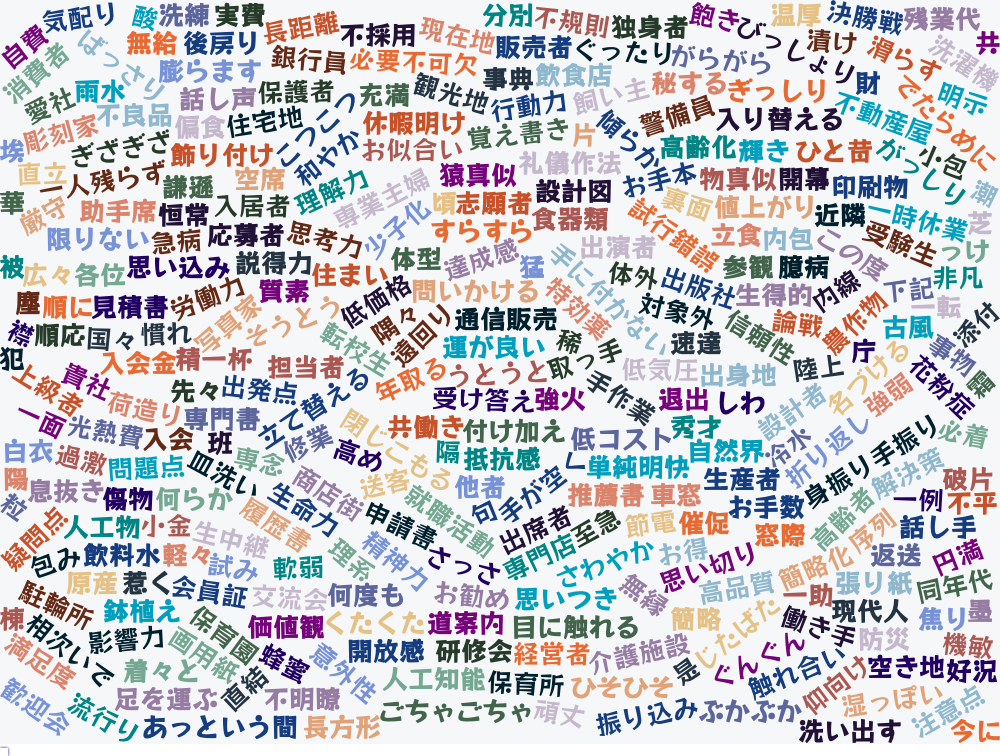 気配り
酸
洗練
実費
長距離
不採用
現在地
分別
不規則
独身者
飽き
びっしょり
温厚
決勝戦
残業代
自費
ばっさり
無給
後戻り
銀行員
必要不可欠
販売者
ぐったり
がらがら
漬け
滑らす
洗濯機
共
消費者
膨らます
事典
飲食店
秘する
ぎっしり
財
でたらめに
明示
愛社
雨水
話し声
保護者
充満
観光地
行動力
飼い主
不動産屋
不良品
偏食
住宅地
こつこつ
休暇明け
覚え書き
片
傾らか
警備員
入り替える
彫刻家
埃
ぎざぎざ
飾り付け
和やか
お似合い
礼儀作法
高齢化
輝き
ひと昔
がっしり
小包
直立
一人残らず
謙遜
空席
理解力
専業主婦
猿真似
設計図
お手本
物真似
開幕
印刷物
潮
華
厳守
助手席
恒常
入居者
少子化
頃
志願者
食器類
試行錯誤
裏面
値上がり
近隣
一時休業
芝
限りない
急病
応募者
思考力
すらすら
出演者
立食
内包
この度
受験生
つけ
被
広々
各位
思い込み
説得力
住まい
体型
達成感
猛
手に付かない
体外
出版社
参観
臆病
内線
下記
非凡
塵
順に
見積書
労働力
質素
低価格
問いかける
特効薬
対象外
生得的
農作物
転
襟
順応
国々
慣れ
写真家
そうとう
隅々
遠回り
通信販売
稀
速達
信頼性
論戦
古風
添付
犯
入会金
精一杯
転校生
担当者
運が良い
取っ手
低気圧
出身地
陸上
庁
事物
上級者
貴社
先々
出発点
立て替える
年取る
うとうと
手作業
名づける
花粉症
荷造り
専門書
受け答え
強火
退出
しわ
設計者
強弱
一面
光熱費
入会
班
修業
閉じこもる
共働き
付け加え
低コスト
秀才
自然界
冷水
折り返し
身振り手振り
必着
白衣
過激
問題点
皿洗い
専念
高め
隔
抵抗感
単純明快
生産者
解決策
陽
息抜き
傷物
何らか
生命力
商店街
送客
他者
就職活動
句手が空く
推薦書
車窓
お手数
破片
粒
疑問点
人工物
小金
生中継
履歴書
申請書
出席者
至急
節電
催促
窓際
高齢者
序列
一例
不平
話し手
包み
飲料水
軽々
試み
軟弱
理系
精神力
さっさ
専門店
さわやか
お得
思い切り
簡略化
返送
円満
原産
惹く
会員証
交流会
何度も
お勧め
思いつき
無縁
高品質
一助
張り紙
同年代
駐輪所
鉢植え
保育園
価値観
くたくた
道案内
目に触れる
簡略
じたばた
働き手
現代人
焦り
墨
棟
相次いで
影響力
画用紙
蜂蜜
意外性
開放感
研修会
経営者
介護施設
是
ぐんぐん
防災
機敏
満足度
着々と
直結
人工知能
保育所
ひそひそ
触れ合い
仰向け
空き地
好況
歓迎会
流行り
足を運ぶ
不明瞭
あっという間
長方形
ごちゃごちゃ
頑丈
振り込み
ぶかぶか
湿っぽい
注意点
洗い出す
今に